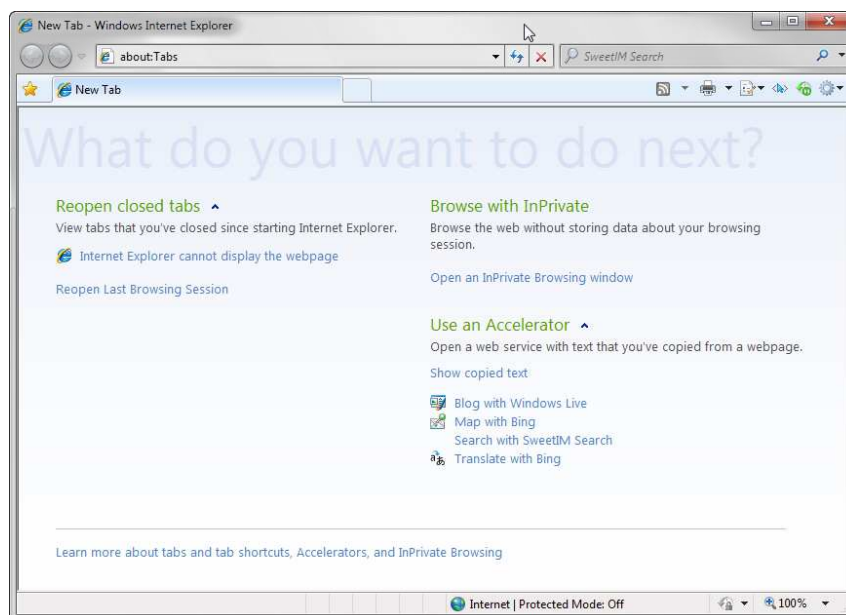 New Tab - Windows Internet Explorer
about:Tabs
SweetIM Search
New Tab
What do you want to do next?
Reopen closed tabs
View tabs that you've closed since starting Internet Explorer.
Internet Explorer cannot display the webpage
Reopen Last Browsing Session
Browse with InPrivate
Browse the web without storing data about your browsing
session.
Open an InPrivate Browsing window
Use an Accelerator
Open a web service with text that you've copied from a webpage.
Show copied text
Blog with Windows Live
Map with Bing
Search with SweetIM Search
Translate with Bing
Learn more about tabs and tab shortcuts, Accelerators, and InPrivate Browsing
Internet | Protected Mode: Off
100%